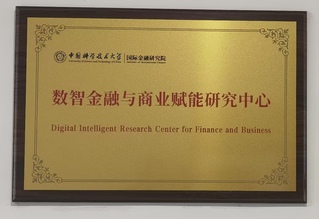 中国科学技术大学 国际金融研究院
数智金融与商业赋能研究中心
Digital Intelligent Research Center for Finance and Business